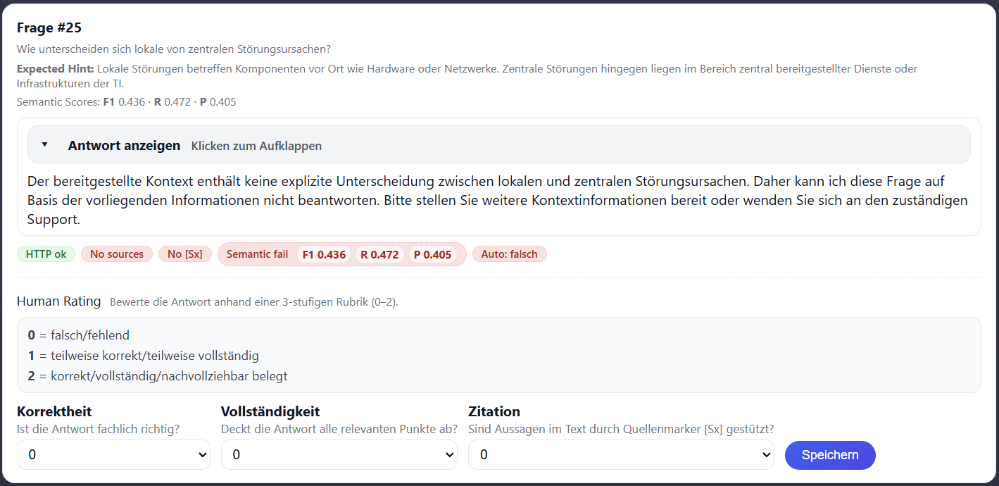 Frage #25
Wie unterscheiden sich lokale von zentralen Störungsursachen?
Expected Hint: Lokale Störungen betreffen Komponenten vor Ort wie Hardware oder Netzwerke. Zentrale Störungen hingegen liegen im Bereich zentral bereitgestellter Dienste oder
Infrastrukturen der TI.
Semantic Scores: F1 0.436 · R 0.472 · P 0.405
▼ Antwort anzeigen Klicken zum Aufklappen
Der bereitgestellte Kontext enthält keine explizite Unterscheidung zwischen lokalen und zentralen Störungsursachen. Daher kann ich diese Frage auf
Basis der vorliegenden Informationen nicht beantworten. Bitte stellen Sie weitere Kontextinformationen bereit oder wenden Sie sich an den zuständigen
Support.
HTTP ok No sources No [Sx] Semantic fail F1 0.436 R 0.472 P 0.405 Auto: falsch
Human Rating Bewerte die Antwort anhand einer 3-stufigen Rubrik (0–2).
0 = falsch/fehlend
1 = teilweise korrekt/teilweise vollständig
2 = korrekt/vollständig/nachvollziehbar belegt
Korrektheit Vollständigkeit Zitation
Ist die Antwort fachlich richtig? Deckt die Antwort alle relevanten Punkte ab? Sind Aussagen im Text durch Quellenmarker [Sx] gestützt?
0 0 0 Speichern